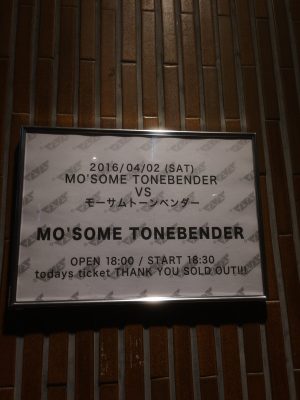 2016/04/02 (SAT)
MO'SOME TONEBENDER
VS
モーサムトーンベンダー
MO'SOME TONEBENDER
OPEN 18:00 / START 18:30
todays ticket THANK YOU SOLD OUT!!!